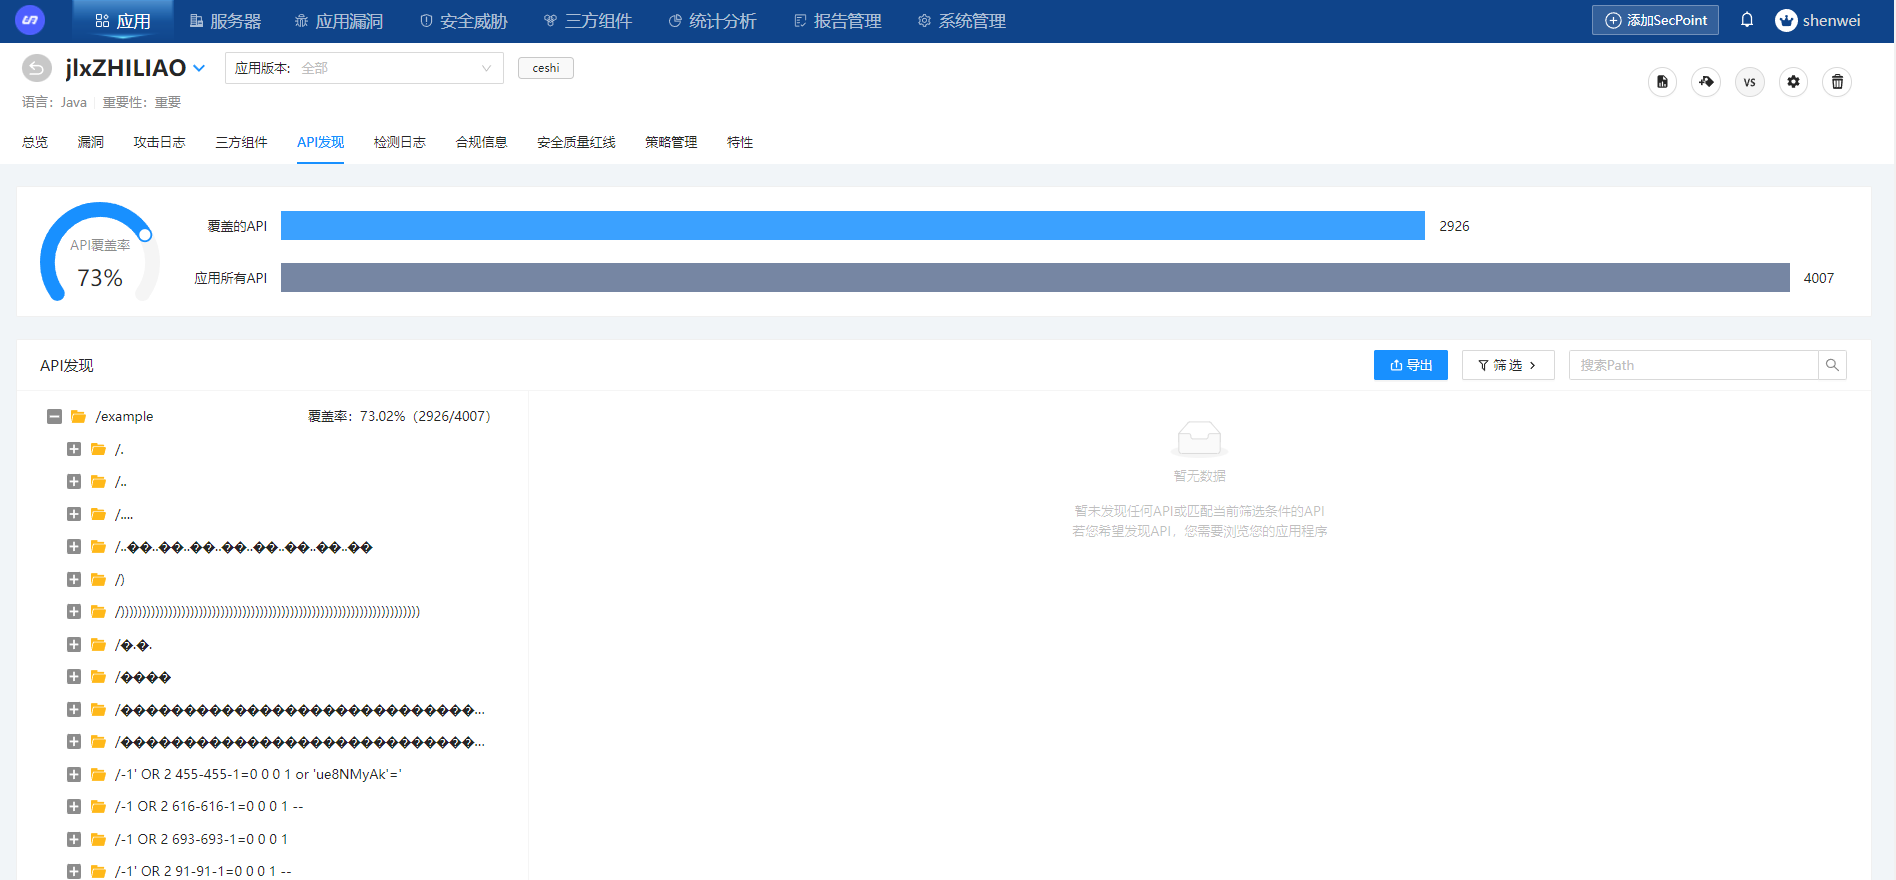 应用 服务器 应用漏洞 安全威胁 三方组件 统计分析 报告管理 系统管理 添加SecPoint shenwei
jlxZHILIAO 应用版本: 全部 ceshi
语言：Java 重要性：重要
VS
总览 漏洞 攻击日志 三方组件 API发现 检测日志 合规信息 安全质量红线 策略管理 特性
API覆盖率
73%
覆盖的API 2926
应用所有API 4007
API发现 导出 筛选 搜索Path
/example 覆盖率：73.02%（2926/4007）
/.
/..
/....
/..��..��..��..��..��..��..��..��
/)
/)))))))))))))))))))))))))))))))))))))))))))))))))))))))))))))))))))))
/�.�.
/����
/����������������������������...
/����������������������������...
/-1' OR 2 455-455-1=0 0 0 1 or 'ue8NMyAk'='
/-1 OR 2 616-616-1=0 0 0 1 --
/-1 OR 2 693-693-1=0 0 0 1
/-1' OR 2 91-91-1=0 0 0 1 --
暂无数据
暂未发现任何API或匹配当前筛选条件的API
若您希望发现API，您需要浏览您的应用程序